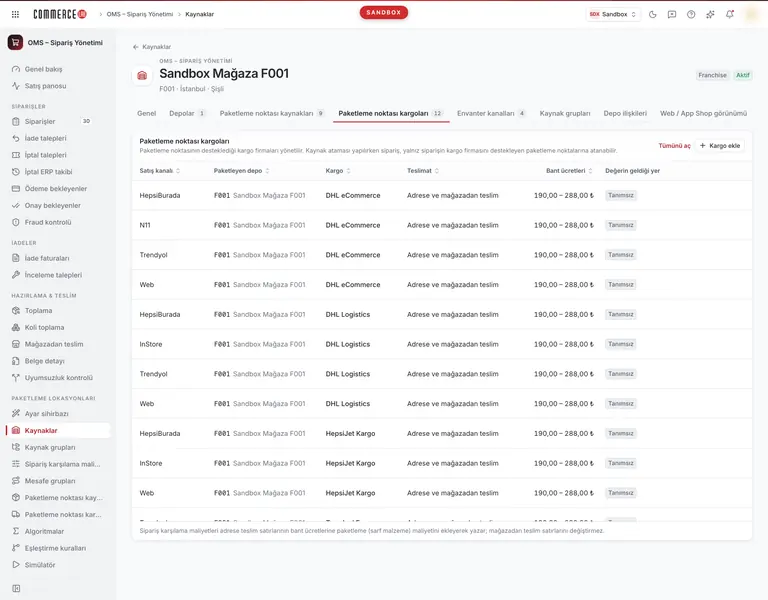 COMMERCE
OMS – Sipariş Yönetimi
Kaynaklar
SANDBOX
Sandbox
OMS – Sipariş Yönetimi
Genel bakış
Satış panosu
SİPARİŞLER
Siparişler 30
İade talepleri
İptal talepleri
İptal ERP takibi
Ödeme bekleyenler
Onay bekleyenler
Fraud kontrolü
İADELER
İade faturaları
İnceleme talepleri
HAZIRLAMA & TESLİM
Toplama
Koli toplama
Mağazadan teslim
Belge detayı
Uyumsuzluk kontrolü
PAKETLEME LOKASYONLARI
Ayar sihirbazı
Kaynaklar
Kaynak grupları
Sipariş karşılama mali...
Mesafe grupları
Paketleme noktası kay...
Paketleme noktası kar...
Algoritmalar
Eşleştirme kuralları
Simülatör
Kaynaklar
OMS – SİPARİŞ YÖNETİMİ
Sandbox Mağaza F001
F001 · İstanbul · Şişli
Franchise Aktif
Genel Depolar 1 Paketleme noktası kaynakları 9 Paketleme noktası kargoları 13 Envanter kanalları 4 Kaynak grupları Depo ilişkileri Web / App Shop görünümü
Paketleme noktası kargoları
Paketleme noktasının desteklediği kargo firmaları yönetilir. Kaynak ataması yapılırken sipariş, yalnız siparişin kargo firmasını destekleyen paketleme noktalarına atanabilir.
Tümünü aç Kargo ekle
Satış kanalı Paketleyen depo Kargo Teslimat Bant ücretleri Değerin geldiği yer
HepsiBurada F001 Sandbox Mağaza F001 DHL eCommerce Adrese ve mağazadan teslim 190,00 – 288,00 ₺ Tanımsız
N11 F001 Sandbox Mağaza F001 DHL eCommerce Adrese ve mağazadan teslim 190,00 – 288,00 ₺ Tanımsız
Trendyol F001 Sandbox Mağaza F001 DHL eCommerce Adrese ve mağazadan teslim 190,00 – 288,00 ₺ Tanımsız
Web F001 Sandbox Mağaza F001 DHL eCommerce Adrese ve mağazadan teslim 190,00 – 288,00 ₺ Tanımsız
HepsiBurada F001 Sandbox Mağaza F001 DHL Logistics Adrese ve mağazadan teslim 190,00 – 288,00 ₺ Tanımsız
InStore F001 Sandbox Mağaza F001 DHL Logistics Adrese ve mağazadan teslim 190,00 – 288,00 ₺ Tanımsız
Trendyol F001 Sandbox Mağaza F001 DHL Logistics Adrese ve mağazadan teslim 190,00 – 288,00 ₺ Tanımsız
Web F001 Sandbox Mağaza F001 DHL Logistics Adrese ve mağazadan teslim 190,00 – 288,00 ₺ Tanımsız
HepsiBurada F001 Sandbox Mağaza F001 HepsiJet Kargo Adrese ve mağazadan teslim 190,00 – 288,00 ₺ Tanımsız
InStore F001 Sandbox Mağaza F001 HepsiJet Kargo Adrese ve mağazadan teslim 190,00 – 288,00 ₺ Tanımsız
Web F001 Sandbox Mağaza F001 HepsiJet Kargo Adrese ve mağazadan teslim 190,00 – 288,00 ₺ Tanımsız
Sipariş karşılama maliyetleri adrese teslim satırlarının bant ücretlerine paketleme (sarf malzeme) maliyetini ekleyerek yazar; mağazadan teslim satırlarını değiştirmez.